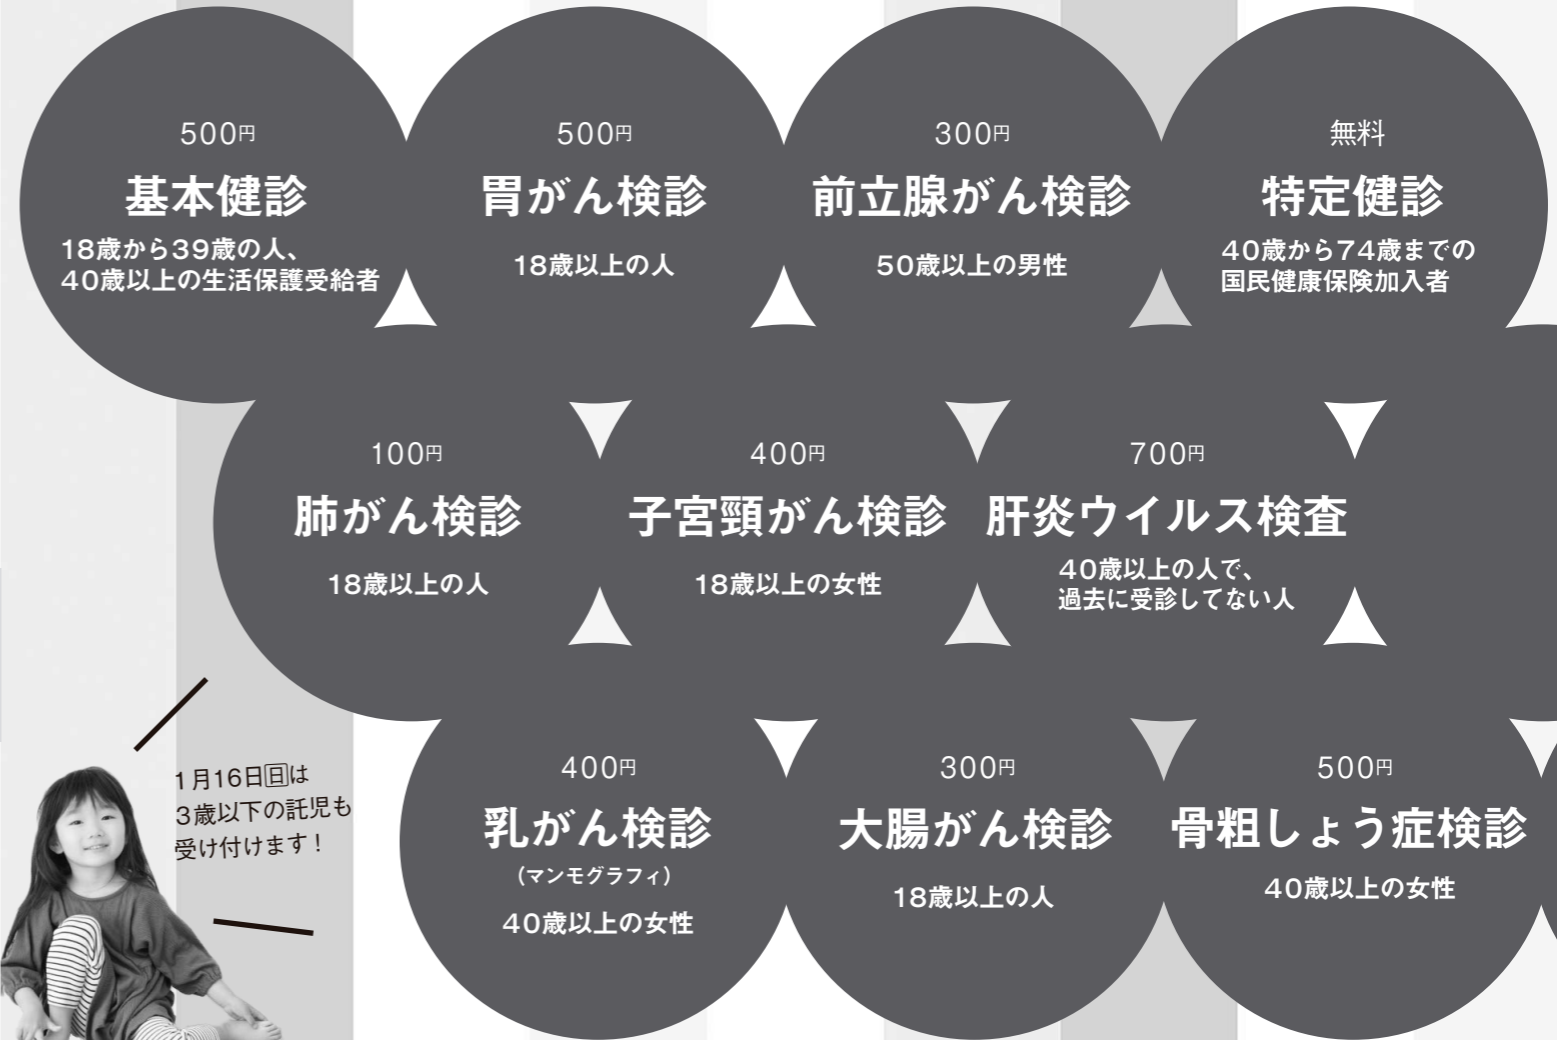 500円
基本健診
18歳から39歳の人、
40歳以上の生活保護受給者
500円
胃がん検診
18歳以上の人
300円
前立腺がん検診
50歳以上の男性
無料
特定健診
40歳から74歳までの
国民健康保険加入者
100円
肺がん検診
18歳以上の人
400円
子宮頸がん検診
18歳以上の女性
700円
肝炎ウイルス検査
40歳以上の人で、
過去に受診してない人
400円
乳がん検診
（マンモグラフィ）
40歳以上の女性
300円
大腸がん検診
18歳以上の人
500円
骨粗しょう症検診
40歳以上の女性
1月16日日は
3歳以下の託児も
受け付けます！